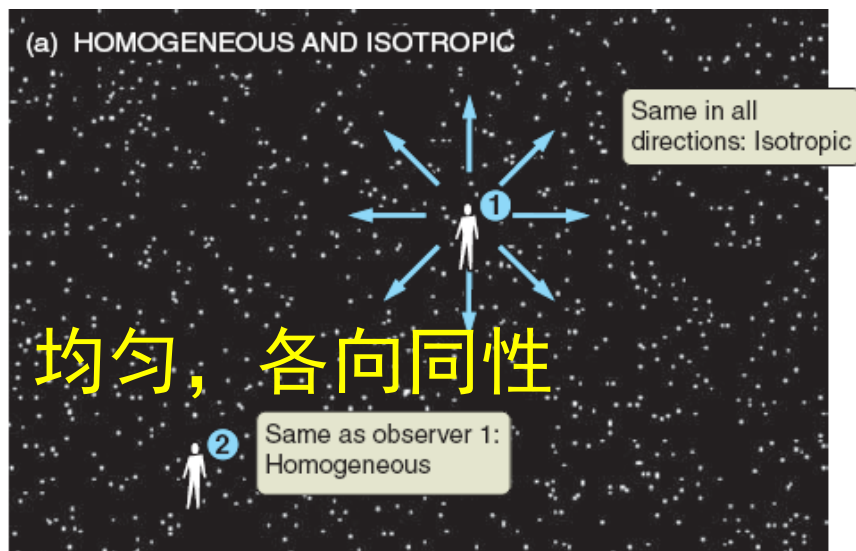 (a) HOMOGENEOUS AND ISOTROPIC
Same in all
directions: Isotropic
1
均匀，各向同性
2
Same as observer 1:
Homogeneous